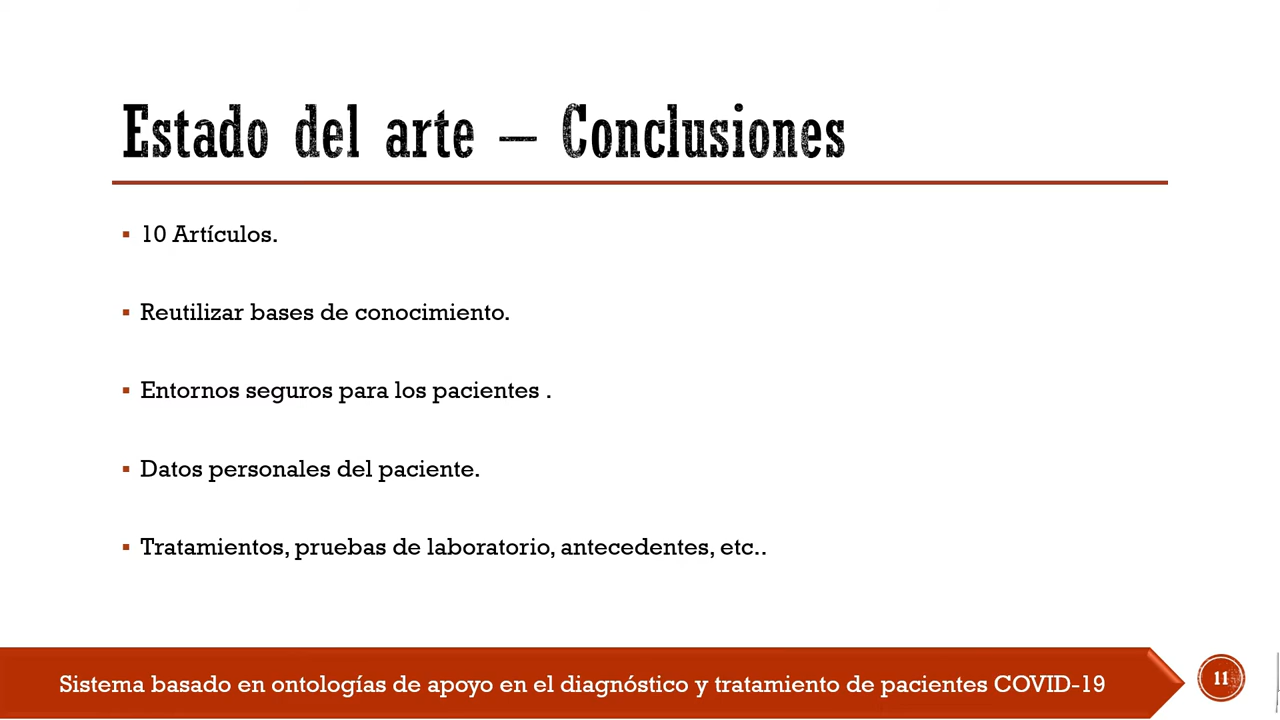 Estado del arte – Conclusiones
▪ 10 Artículos.
▪ Reutilizar bases de conocimiento.
▪ Entornos seguros para los pacientes .
▪ Datos personales del paciente.
▪ Tratamientos, pruebas de laboratorio, antecedentes, etc..
Sistema basado en ontologías de apoyo en el diagnóstico y tratamiento de pacientes COVID-19
11